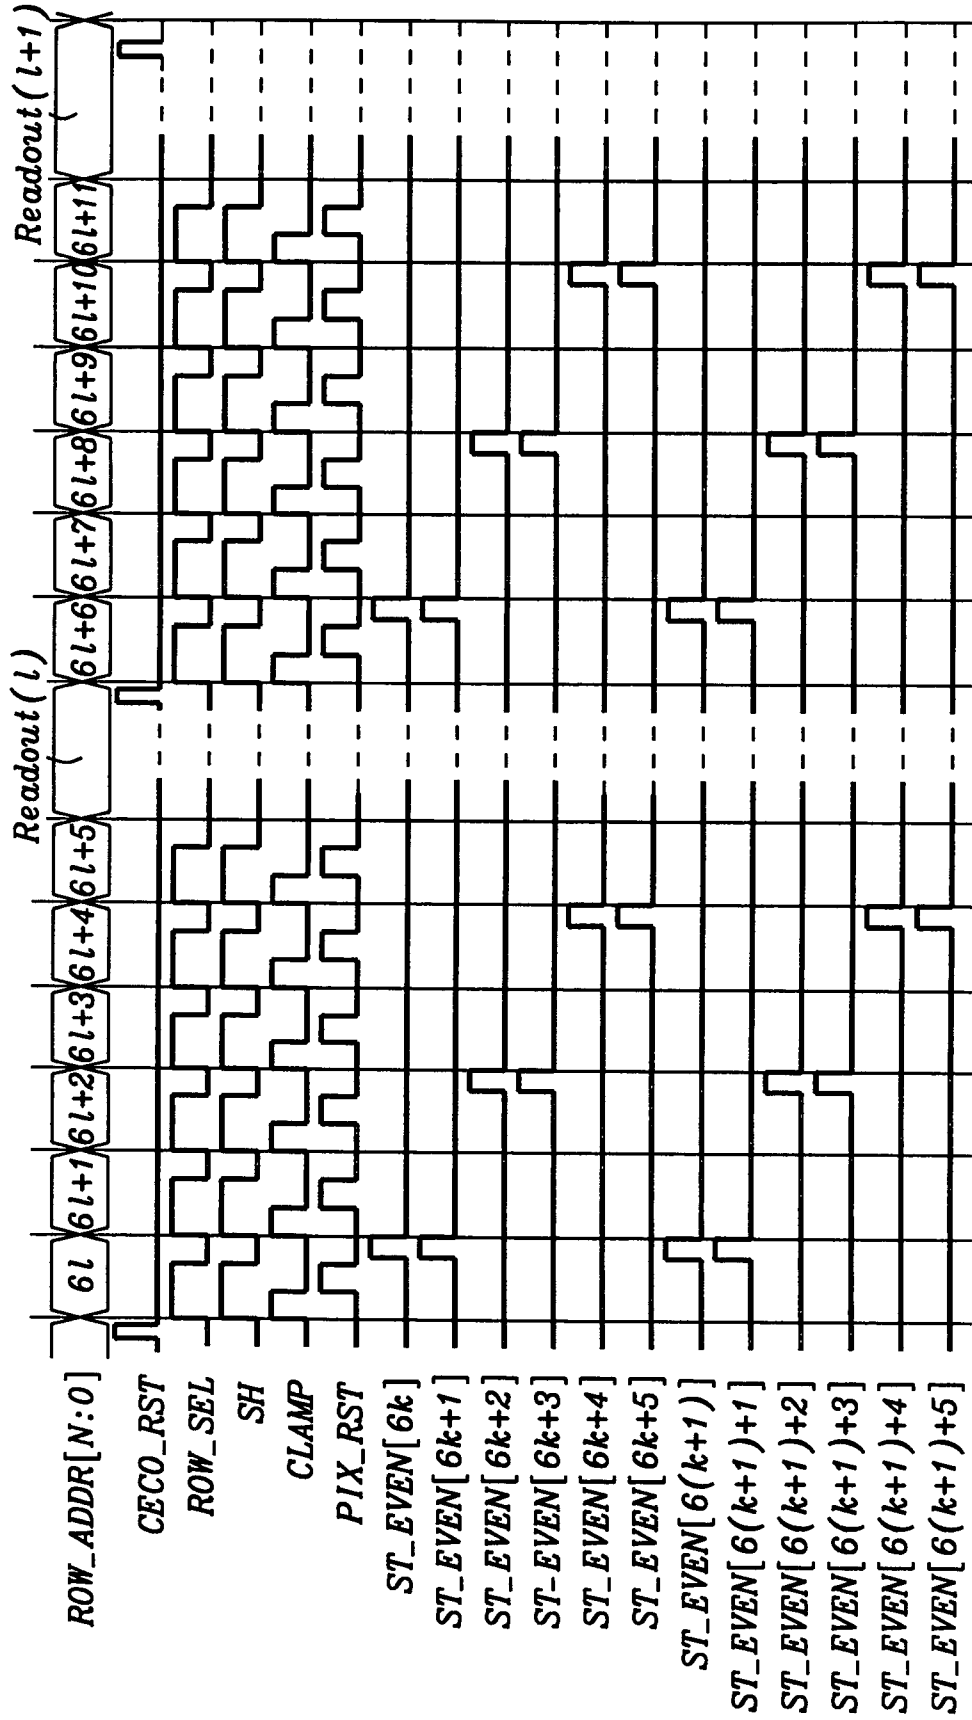 ROW_ADDR[N:0]
6l
6l+1
6l+2
6l+3
6l+4
6l+5
Readout(l)
6l+6
6l+7
6l+8
6l+9
6l+10
6l+11
Readout(l+1)
CECO_RST
ROW_SEL
SH
CLAMP
PIX_RST
ST_EVEN[6k]
ST_EVEN[6k+1]
ST_EVEN[6k+2]
ST-EVEN[6k+3]
ST_EVEN[6k+4]
ST_EVEN[6k+5]
ST_EVEN[6(k+1)]
ST_EVEN[6(k+1)+1]
ST_EVEN[6(k+1)+2]
ST_EVEN[6(k+1)+3]
ST_EVEN[6(k+1)+4]
ST_EVEN[6(k+1)+5]